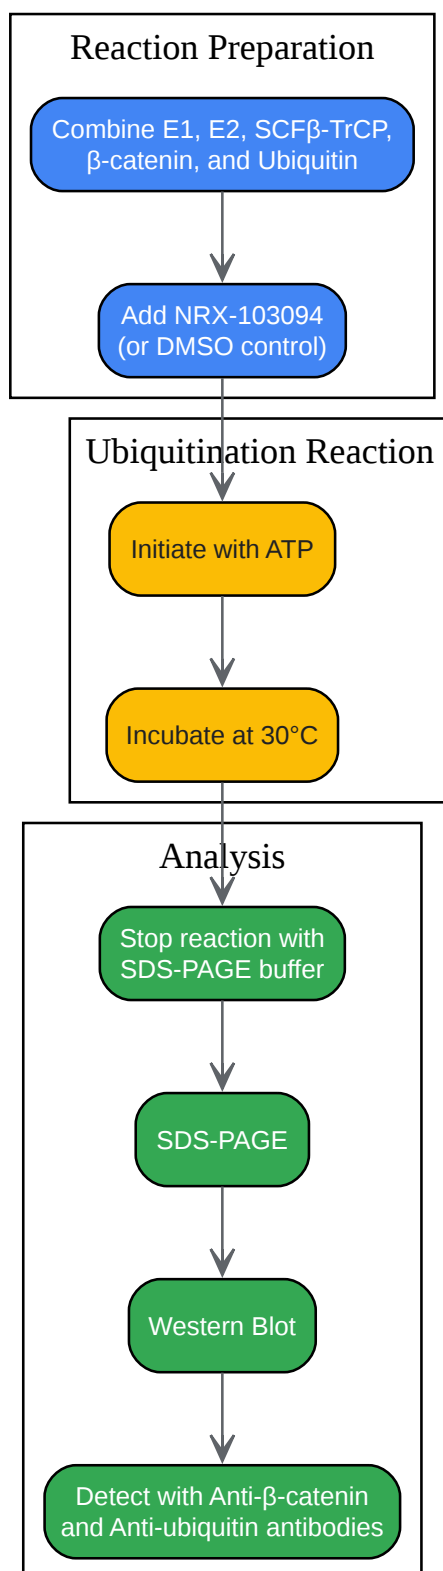 Reaction Preparation
Combine E1, E2, SCFβ-TrCP,
β-catenin, and Ubiquitin
Add NRX-103094
(or DMSO control)
Ubiquitination Reaction
Initiate with ATP
Incubate at 30°C
Analysis
Stop reaction with
SDS-PAGE buffer
SDS-PAGE
Western Blot
Detect with Anti-β-catenin
and Anti-ubiquitin antibodies